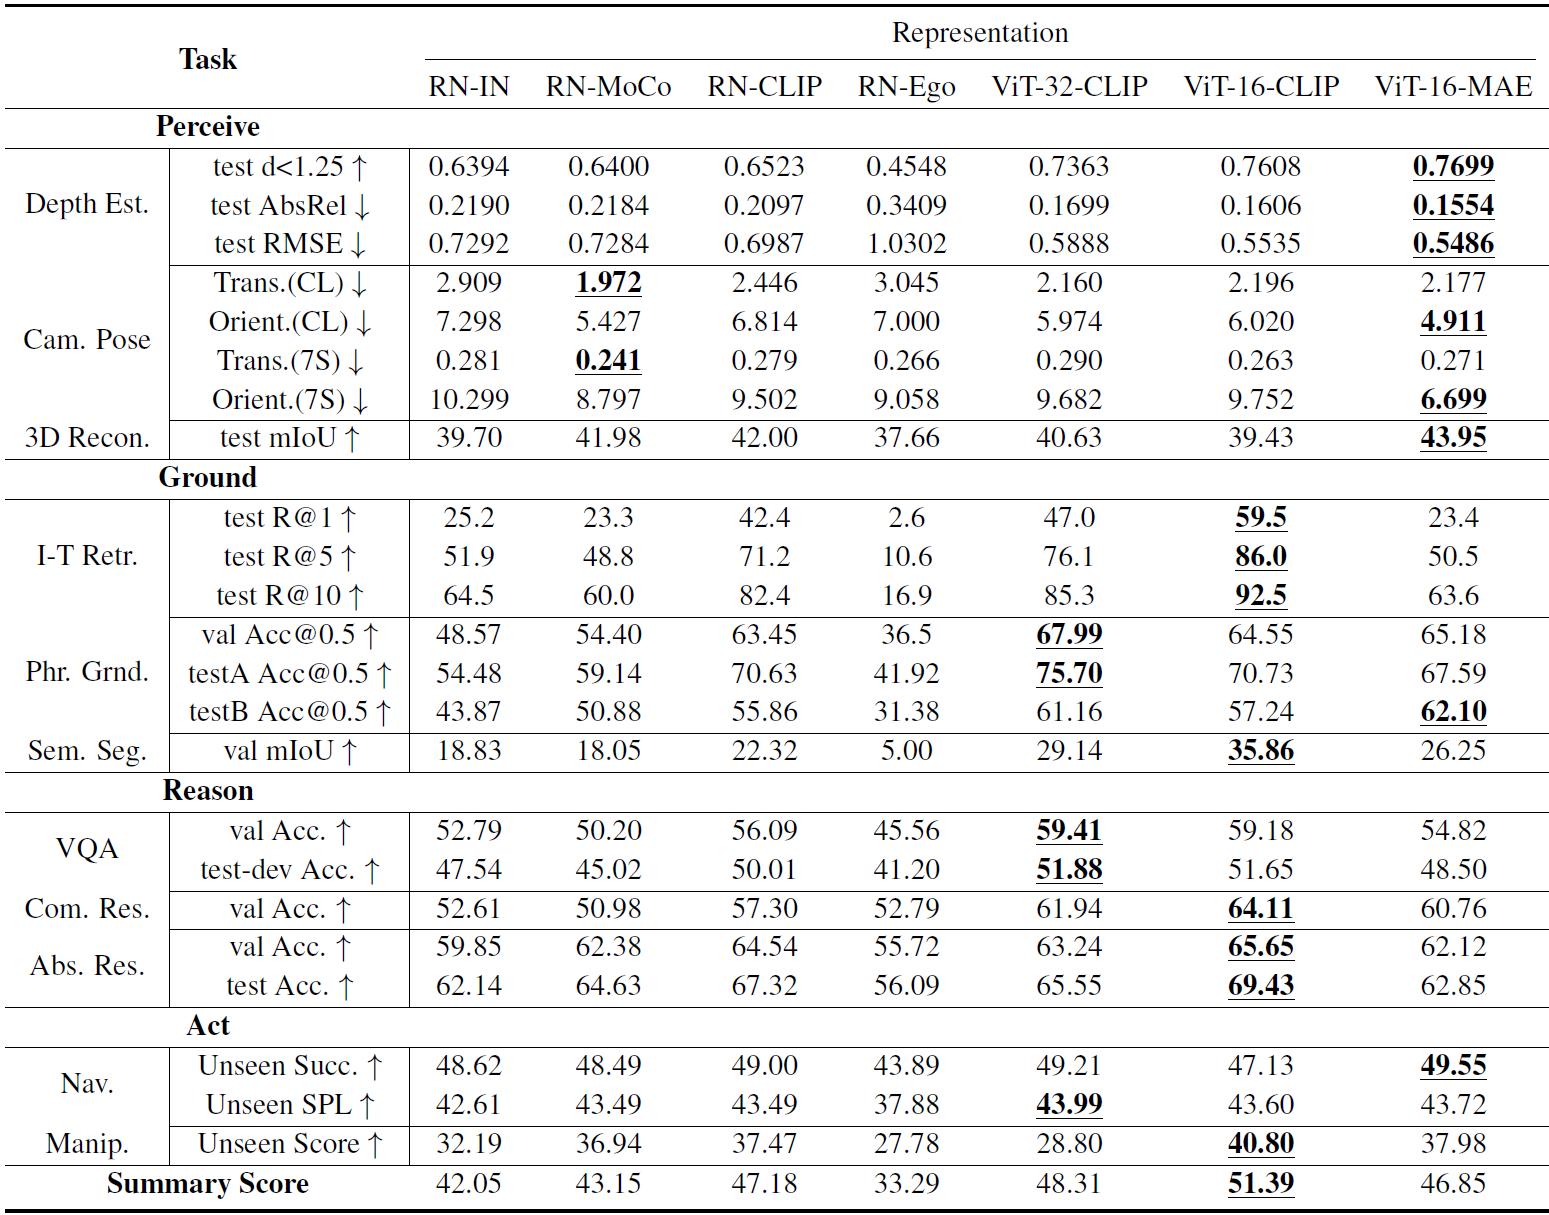 Task Representation
RN-IN RN-MoCo RN-CLIP RN-Ego ViT-32-CLIP ViT-16-CLIP ViT-16-MAE
Perceive
Depth Est. test d<1.25 ↑ 0.6394 0.6400 0.6523 0.4548 0.7363 0.7608 0.7699
test AbsRel ↓ 0.2190 0.2184 0.2097 0.3409 0.1699 0.1606 0.1554
test RMSE ↓ 0.7292 0.7284 0.6987 1.0302 0.5888 0.5535 0.5486
Cam. Pose Trans.(CL) ↓ 2.909 1.972 2.446 3.045 2.160 2.196 2.177
Orient.(CL) ↓ 7.298 5.427 6.814 7.000 5.974 6.020 4.911
Trans.(7S) ↓ 0.281 0.241 0.279 0.266 0.290 0.263 0.271
Orient.(7S) ↓ 10.299 8.797 9.502 9.058 9.682 9.752 6.699
3D Recon. test mIoU ↑ 39.70 41.98 42.00 37.66 40.63 39.43 43.95
Ground
I-T Retr. test R@1 ↑ 25.2 23.3 42.4 2.6 47.0 59.5 23.4
test R@5 ↑ 51.9 48.8 71.2 10.6 76.1 86.0 50.5
test R@10 ↑ 64.5 60.0 82.4 16.9 85.3 92.5 63.6
Phr. Grnd. val Acc@0.5 ↑ 48.57 54.40 63.45 36.5 67.99 64.55 65.18
testA Acc@0.5 ↑ 54.48 59.14 70.63 41.92 75.70 70.73 67.59
testB Acc@0.5 ↑ 43.87 50.88 55.86 31.38 61.16 57.24 62.10
Sem. Seg. val mIoU ↑ 18.83 18.05 22.32 5.00 29.14 35.86 26.25
Reason
VQA val Acc. ↑ 52.79 50.20 56.09 45.56 59.41 59.18 54.82
test-dev Acc. ↑ 47.54 45.02 50.01 41.20 51.88 51.65 48.50
Com. Res. val Acc. ↑ 52.61 50.98 57.30 52.79 61.94 64.11 60.76
Abs. Res. val Acc. ↑ 59.85 62.38 64.54 55.72 63.24 65.65 62.12
test Acc. ↑ 62.14 64.63 67.32 56.09 65.55 69.43 62.85
Act
Nav. Unseen Succ. ↑ 48.62 48.49 49.00 43.89 49.21 47.13 49.55
Unseen SPL ↑ 42.61 43.49 43.49 37.88 43.99 43.60 43.72
Manip. Unseen Score ↑ 32.19 36.94 37.47 27.78 28.80 40.80 37.98
Summary Score 42.05 43.15 47.18 33.29 48.31 51.39 46.85